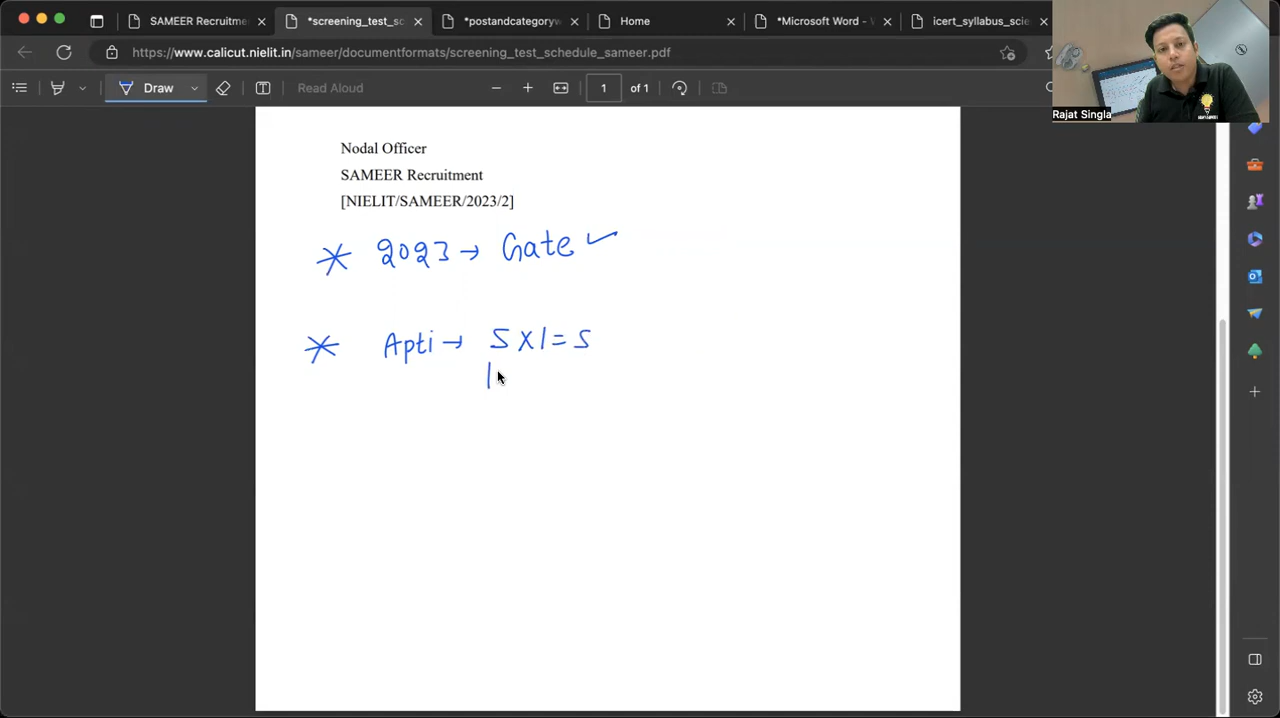 SAMEER Recruitmen
*screening_test_sc
*postandcategoryw
Home
*Microsoft Word -
icert_syllabus_scie
https://www.calicut.nielit.in/sameer/documentformats/screening_test_schedule_sameer.pdf
Draw
Read Aloud
1 of 1
Rajat Singla
Nodal Officer
SAMEER Recruitment
[NIELIT/SAMEER/2023/2]
* 2023 → Gate ✓
* Apti → 5 X 1 = 5
1